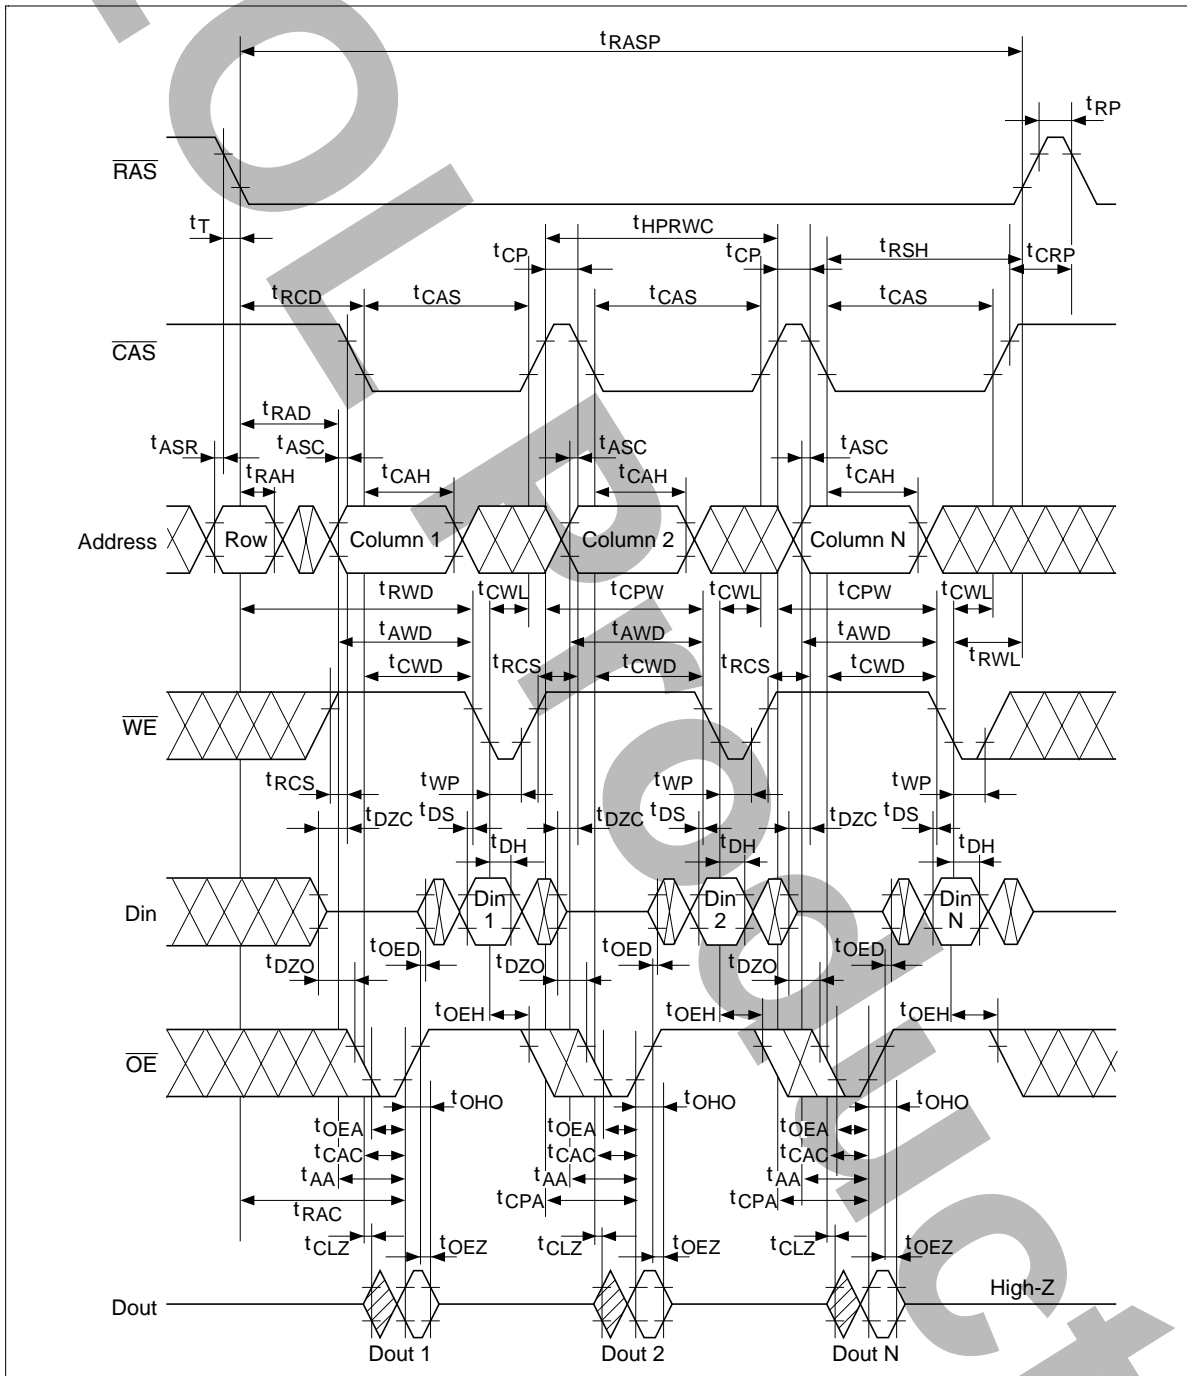 tRASP
tRP
RAS
tT
tHPRWC
tCP
tCP
tRSH
tCRP
tRCD
tCAS
tCAS
tCAS
CAS
tRAD
tASR
tASC
tASC
tASC
tRAH
tCAH
tCAH
tCAH
Address
Row
Column 1
Column 2
Column N
tRWD
tCWL
tCPW
tCWL
tCPW
tCWL
tAWD
tAWD
tAWD
tRCS
tRCS
tRWL
tCWD
tCWD
tCWD
WE
tRCS
tWP
tWP
tWP
tDZC
tDS
tDZC
tDS
tDZC
tDS
tDH
tDH
tDH
Din
Din 1
Din 2
Din N
tOED
tOED
tOED
tDZO
tDZO
tDZO
tOEH
tOEH
tOEH
OE
tOHO
tOHO
tOHO
tOEA
tOEA
tOEA
tCAC
tCAC
tCAC
tAA
tAA
tAA
tRAC
tCPA
tCPA
tCLZ
tOEZ
tCLZ
tOEZ
tCLZ
tOEZ
High-Z
Dout
Dout 1
Dout 2
Dout N
EOL Product